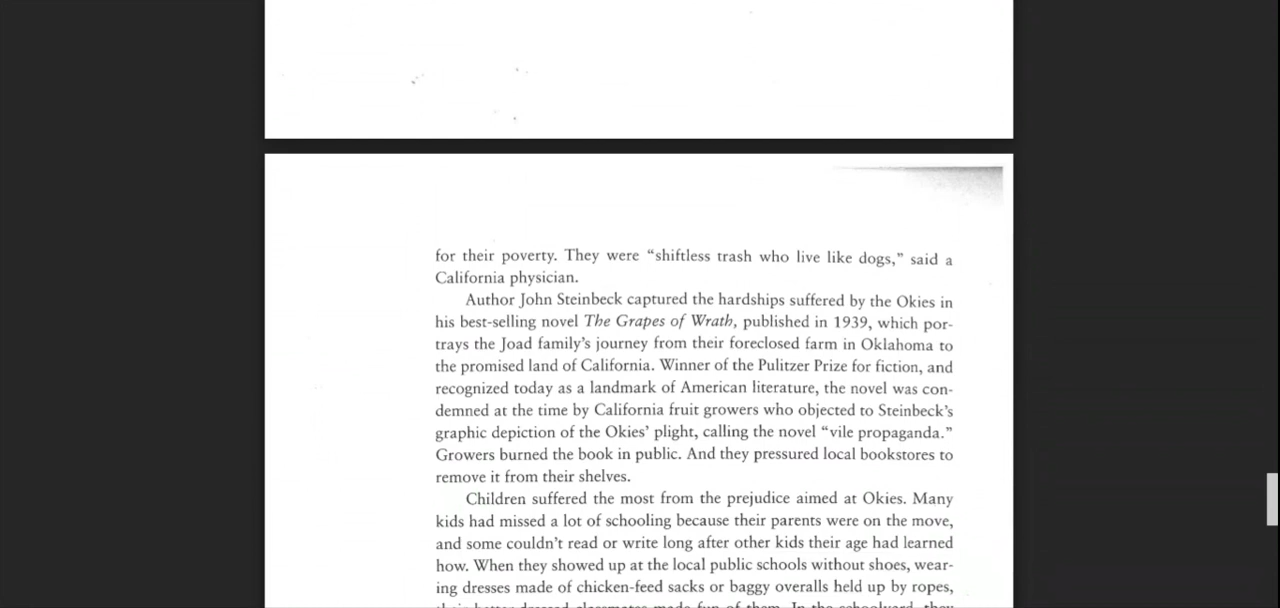 for their poverty. They were “shiftless trash who live like dogs,” said a
California physician.
Author John Steinbeck captured the hardships suffered by the Okies in
his best-selling novel The Grapes of Wrath, published in 1939, which por-
trays the Joad family’s journey from their foreclosed farm in Oklahoma to
the promised land of California. Winner of the Pulitzer Prize for fiction, and
recognized today as a landmark of American literature, the novel was con-
demned at the time by California fruit growers who objected to Steinbeck’s
graphic depiction of the Okies’ plight, calling the novel “vile propaganda.”
Growers burned the book in public. And they pressured local bookstores to
remove it from their shelves.
Children suffered the most from the prejudice aimed at Okies. Many
kids had missed a lot of schooling because their parents were on the move,
and some couldn’t read or write long after other kids their age had learned
how. When they showed up at the local public schools without shoes, wear-
ing dresses made of chicken-feed sacks or baggy overalls held up by ropes,